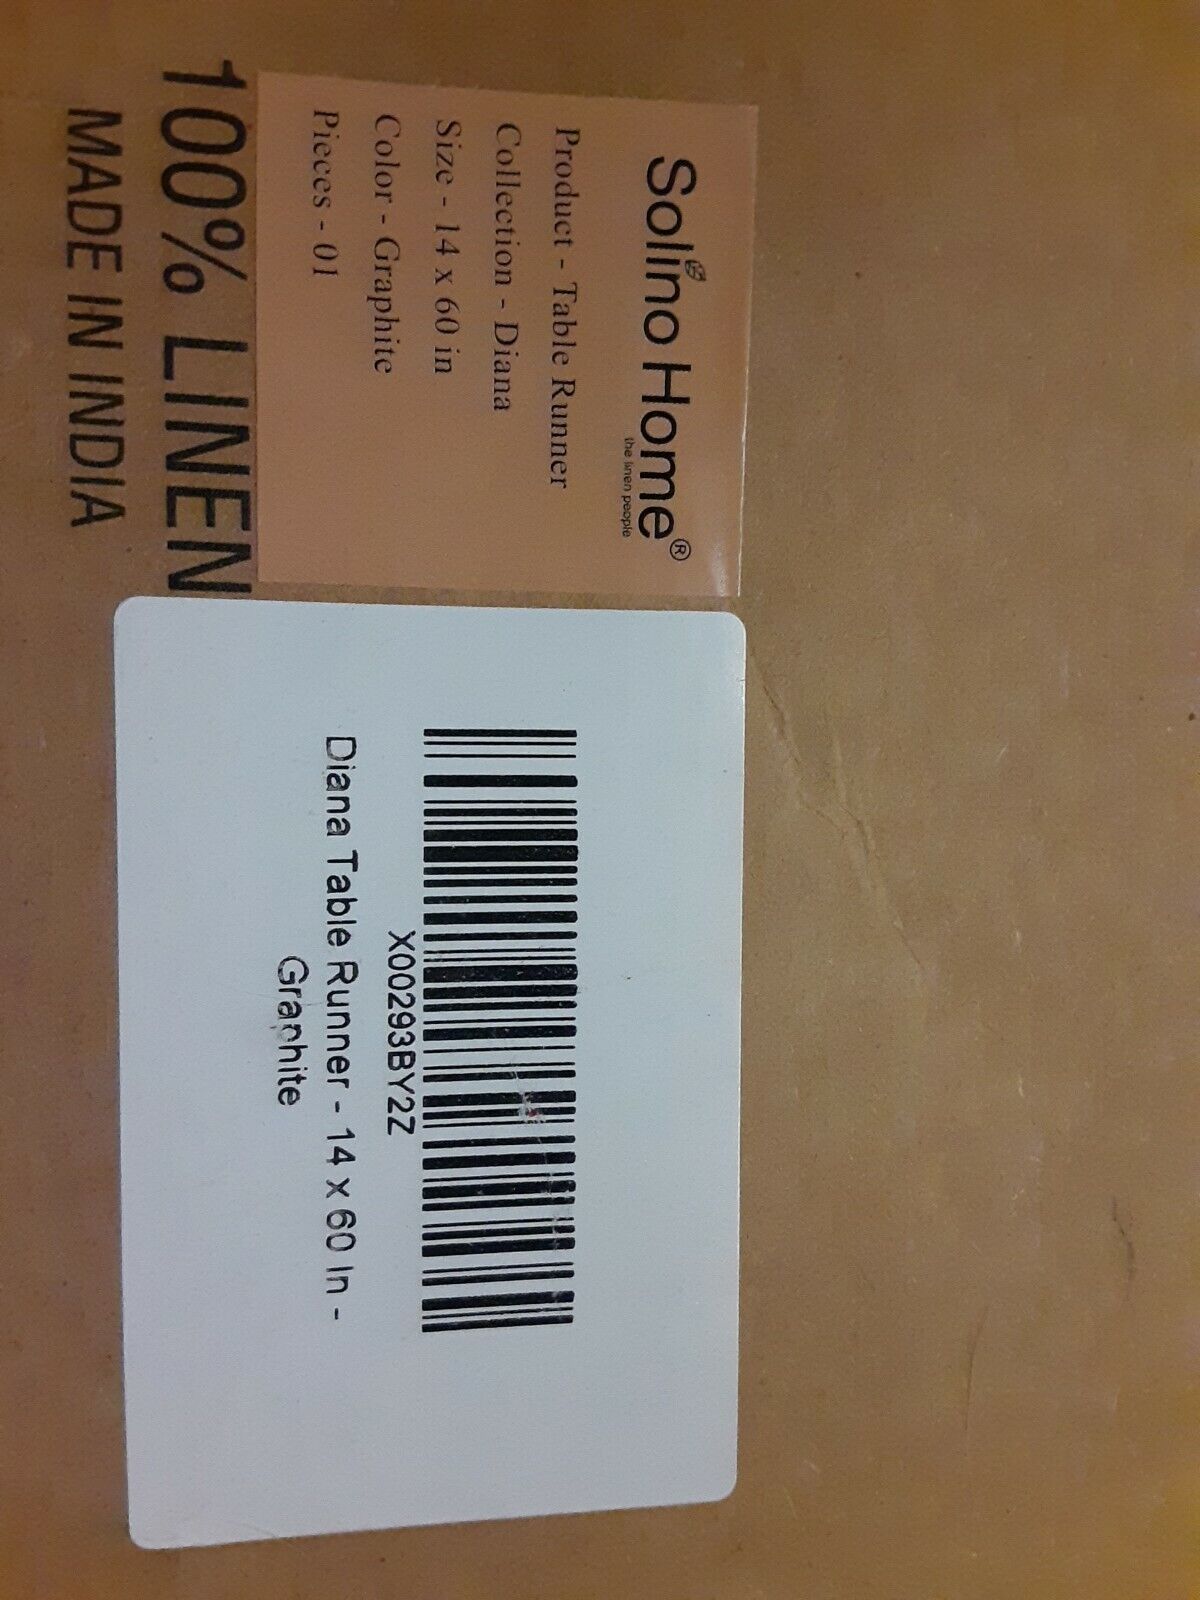 Solino Home®
the linen people
Product - Table Runner
Collection - Diana
Size - 14 x 60 in
Color - Graphite
Pieces - 01
100% LINEN
MADE IN INDIA
X00293BY2Z
Diana Table Runner - 14 x 60 In -
Graphite